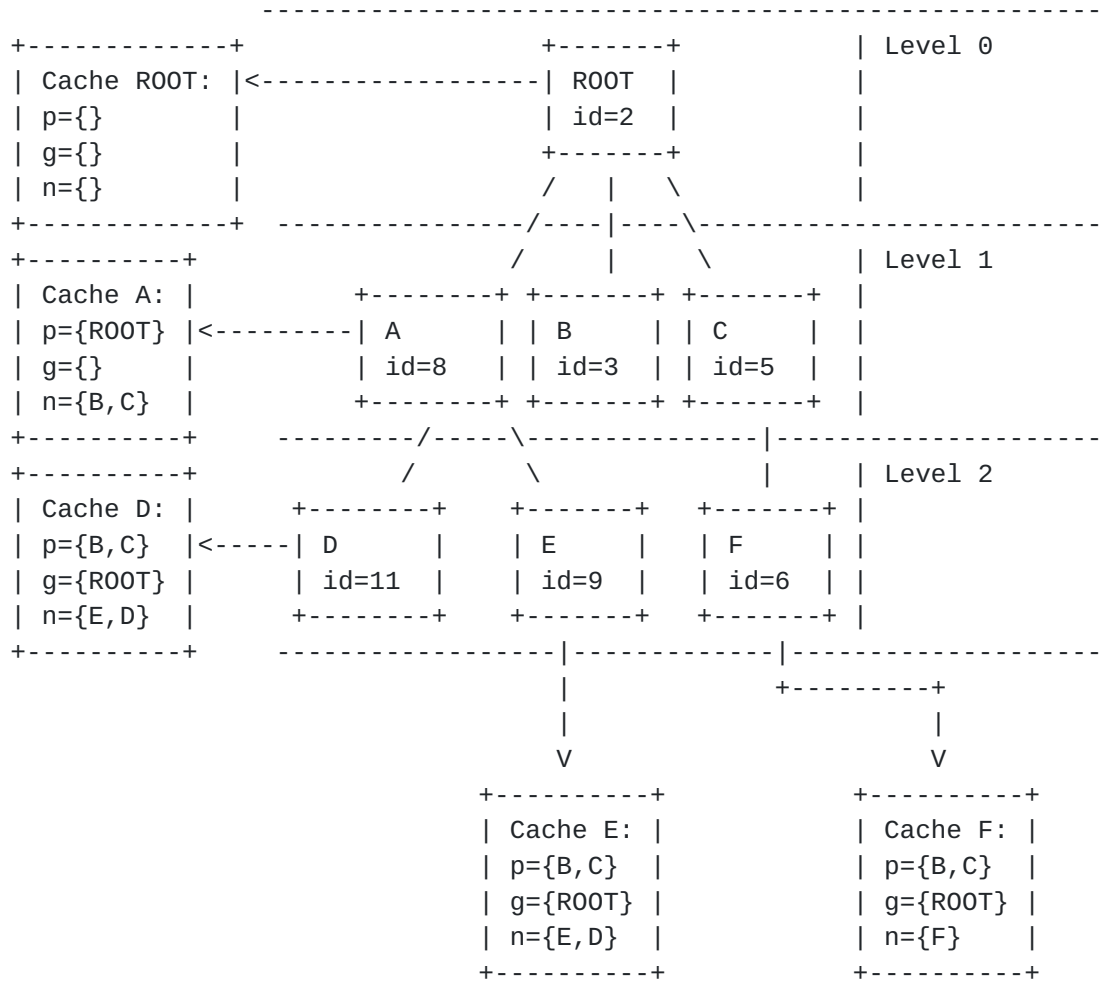 Level 0
Cache ROOT:
p={}
g={}
n={}
ROOT
id=2
Level 1
Cache A:
p={ROOT}
g={}
n={B,C}
A
id=8
B
id=3
C
id=5
Level 2
Cache D:
p={B,C}
g={ROOT}
n={E,D}
D
id=11
E
id=9
F
id=6
V
V
Cache E:
p={B,C}
g={ROOT}
n={E,D}
Cache F:
p={B,C}
g={ROOT}
n={F}